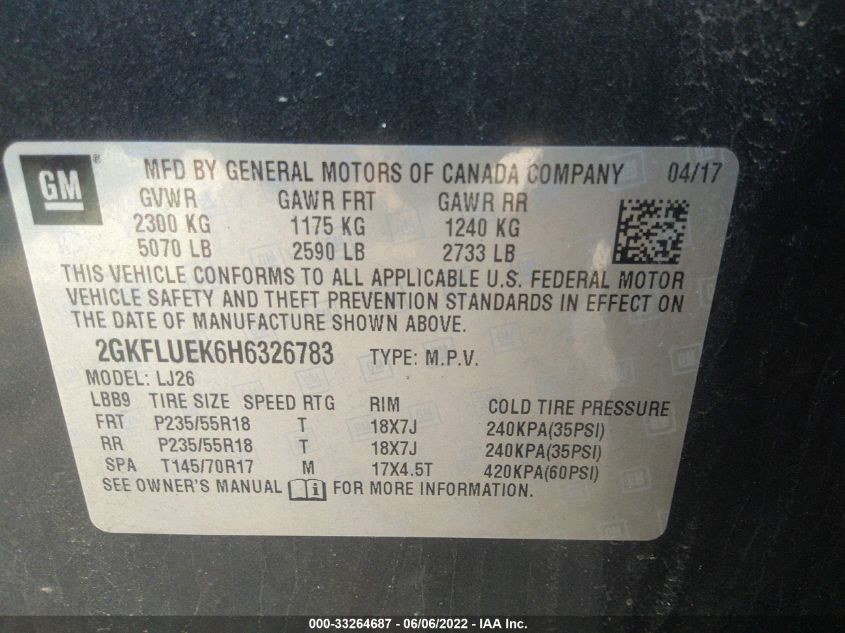 GM ® MFD BY GENERAL MOTORS OF CANADA COMPANY 04/17
GVWR GAWR FRT GAWR RR
2300 KG 1175 KG 1240 KG
5070 LB 2590 LB 2733 LB
THIS VEHICLE CONFORMS TO ALL APPLICABLE U.S. FEDERAL MOTOR
VEHICLE SAFETY AND THEFT PREVENTION STANDARDS IN EFFECT ON
THE DATE OF MANUFACTURE SHOWN ABOVE.
2GKFLUEK6H6326783 TYPE: M.P.V.
MODEL: LJ26
LBB9 TIRE SIZE SPEED RTG RIM COLD TIRE PRESSURE
FRT P235/55R18 T 18X7J 240KPA(35PSI)
RR P235/55R18 T 18X7J 240KPA(35PSI)
SPA T145/70R17 M 17X4.5T 420KPA(60PSI)
SEE OWNER'S MANUAL i FOR MORE INFORMATION.
000-33264687 - 06/06/2022 - IAA Inc.